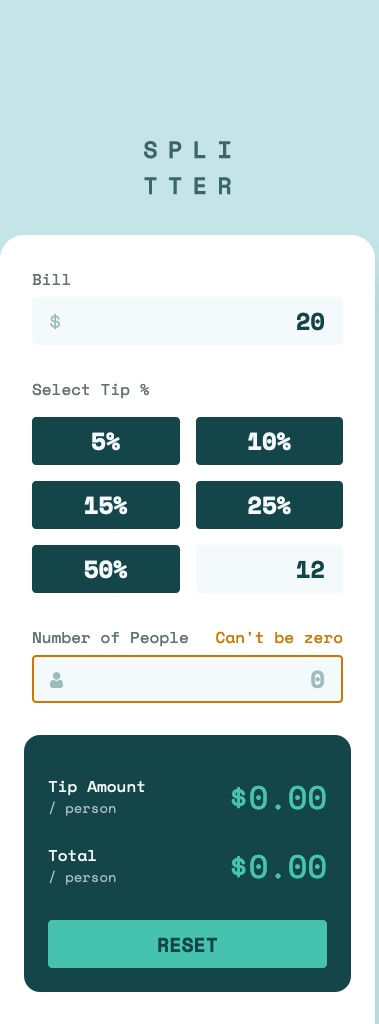 SPLI
TTER
Bill
$ 20
Select Tip %
5% 10%
15% 25%
50% 12
Number of People Can't be zero
0
Tip Amount
/ person
$0.00
Total
/ person
$0.00
RESET